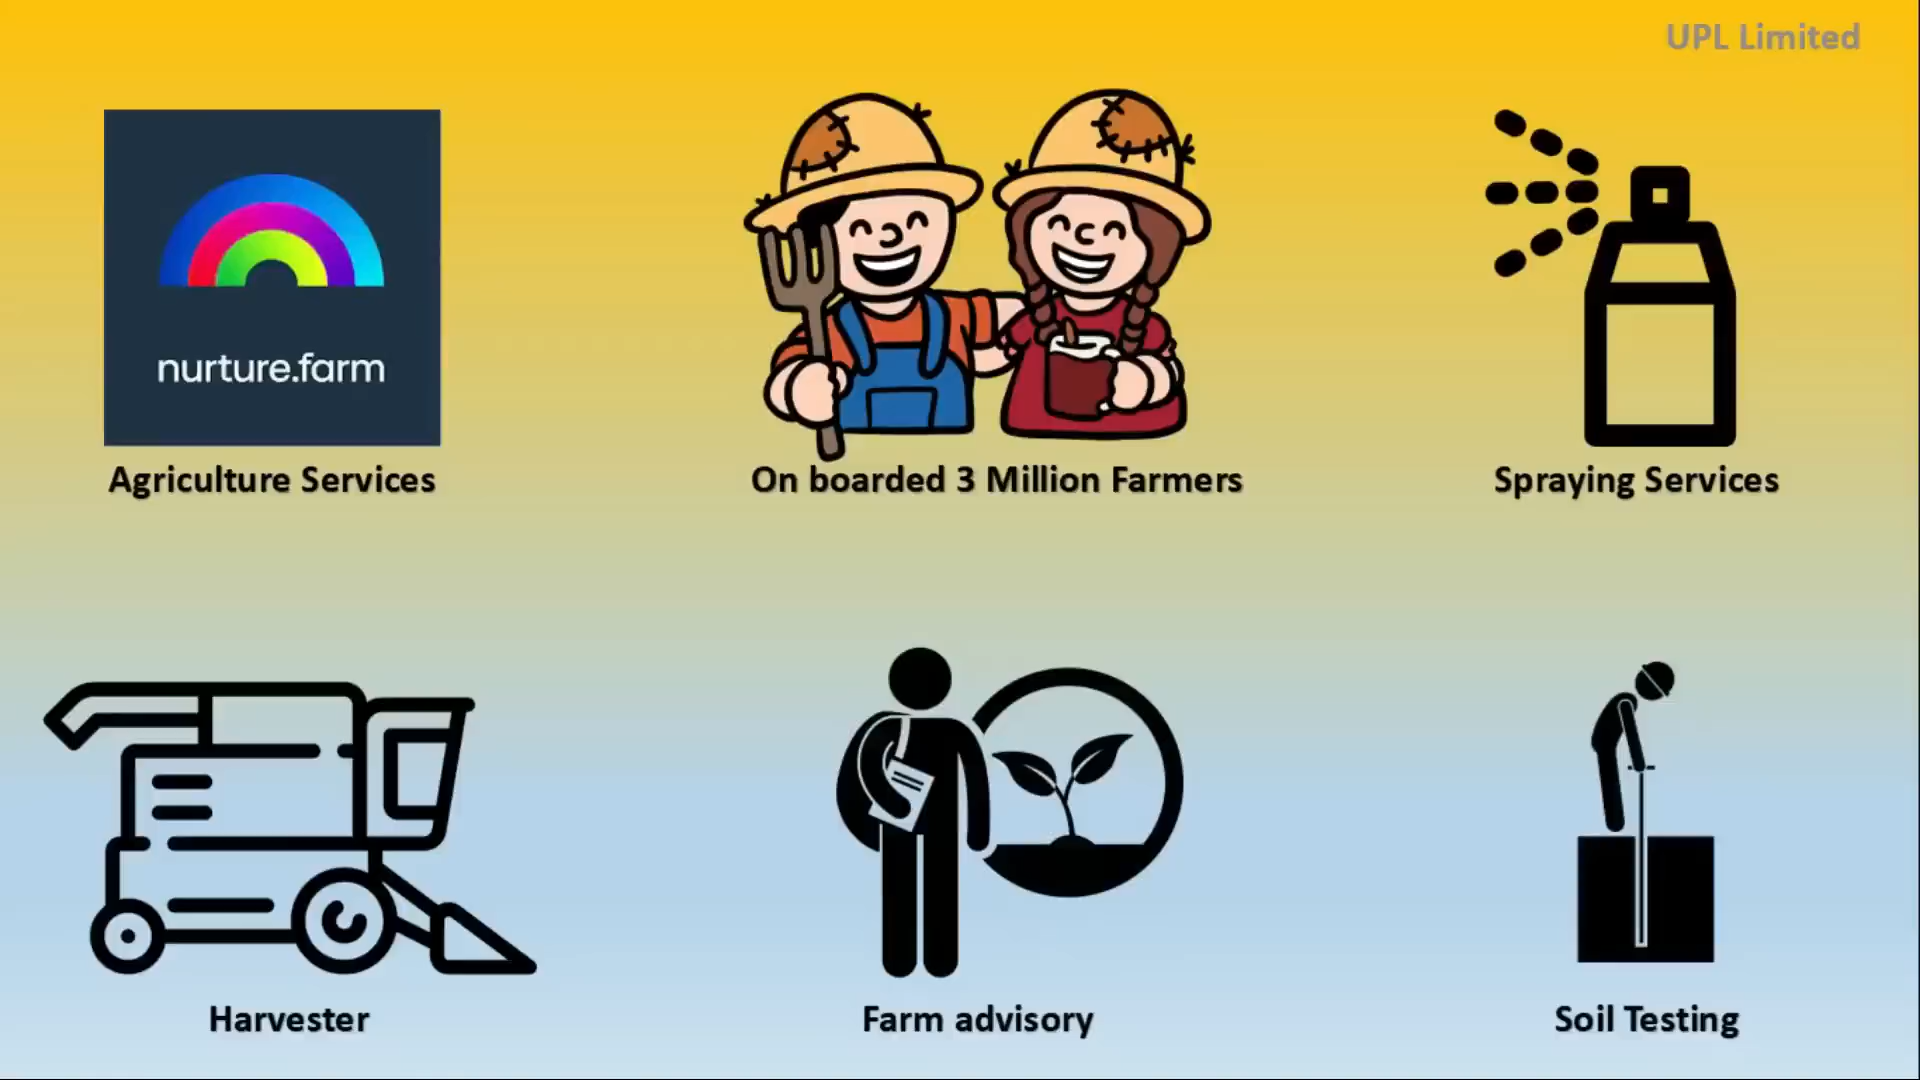 UPL Limited
nurture.farm
Agriculture Services
On boarded 3 Million Farmers
Spraying Services
Harvester
Farm advisory
Soil Testing